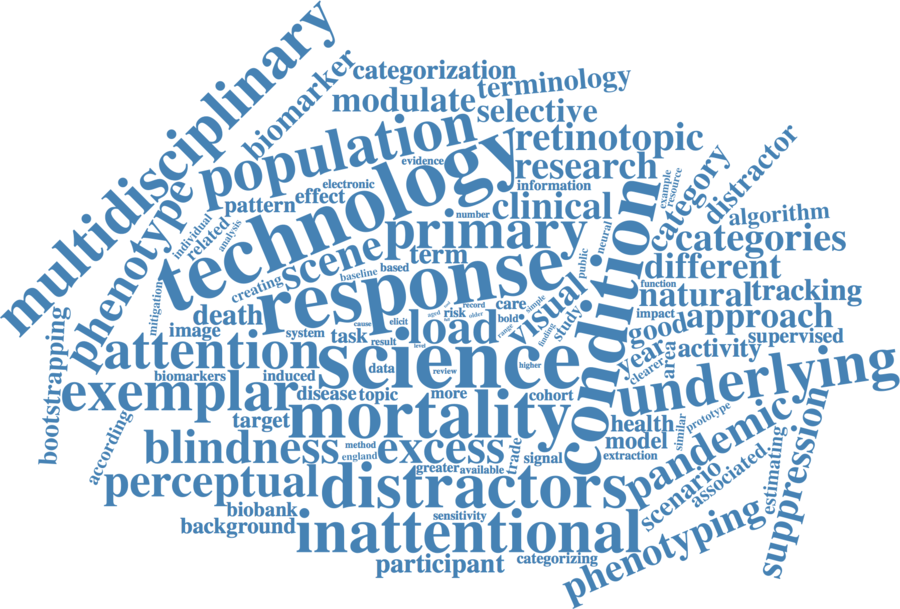 multidisciplinary
biomarker
categorization
terminology
modulate
selective
population
retinotopic
distractor
technology
evidence
research
category
example
resource
electronic
information
phenotype
pattern
effect
number
clinical
algorithm
individual
related
analysis
primary
categories
condition
public
neural
scene
term
creating
baseline
based
response
different
function
natural
tracking
mitigation
visual
care
record
risk
older
aged
simple
bold
range
finding
study
impact
good
approach
death
image
system
task
cause
elicit
result
load
level
supervised
bootstrapping
attention
science
year
area
activity
clearer
underlying
biomarkers
induced
data
review
higher
exemplar
disease
topic
more
cohort
mortality
target
according
health
model
similar
prototype
pandemic
suppression
blindness
method
england
excess
trade
signal
extraction
greater
available
perceptual
distractors
scenario
associated
estimating
biobank
background
sensitivity
inattentional
phenotyping
participant
categorizing